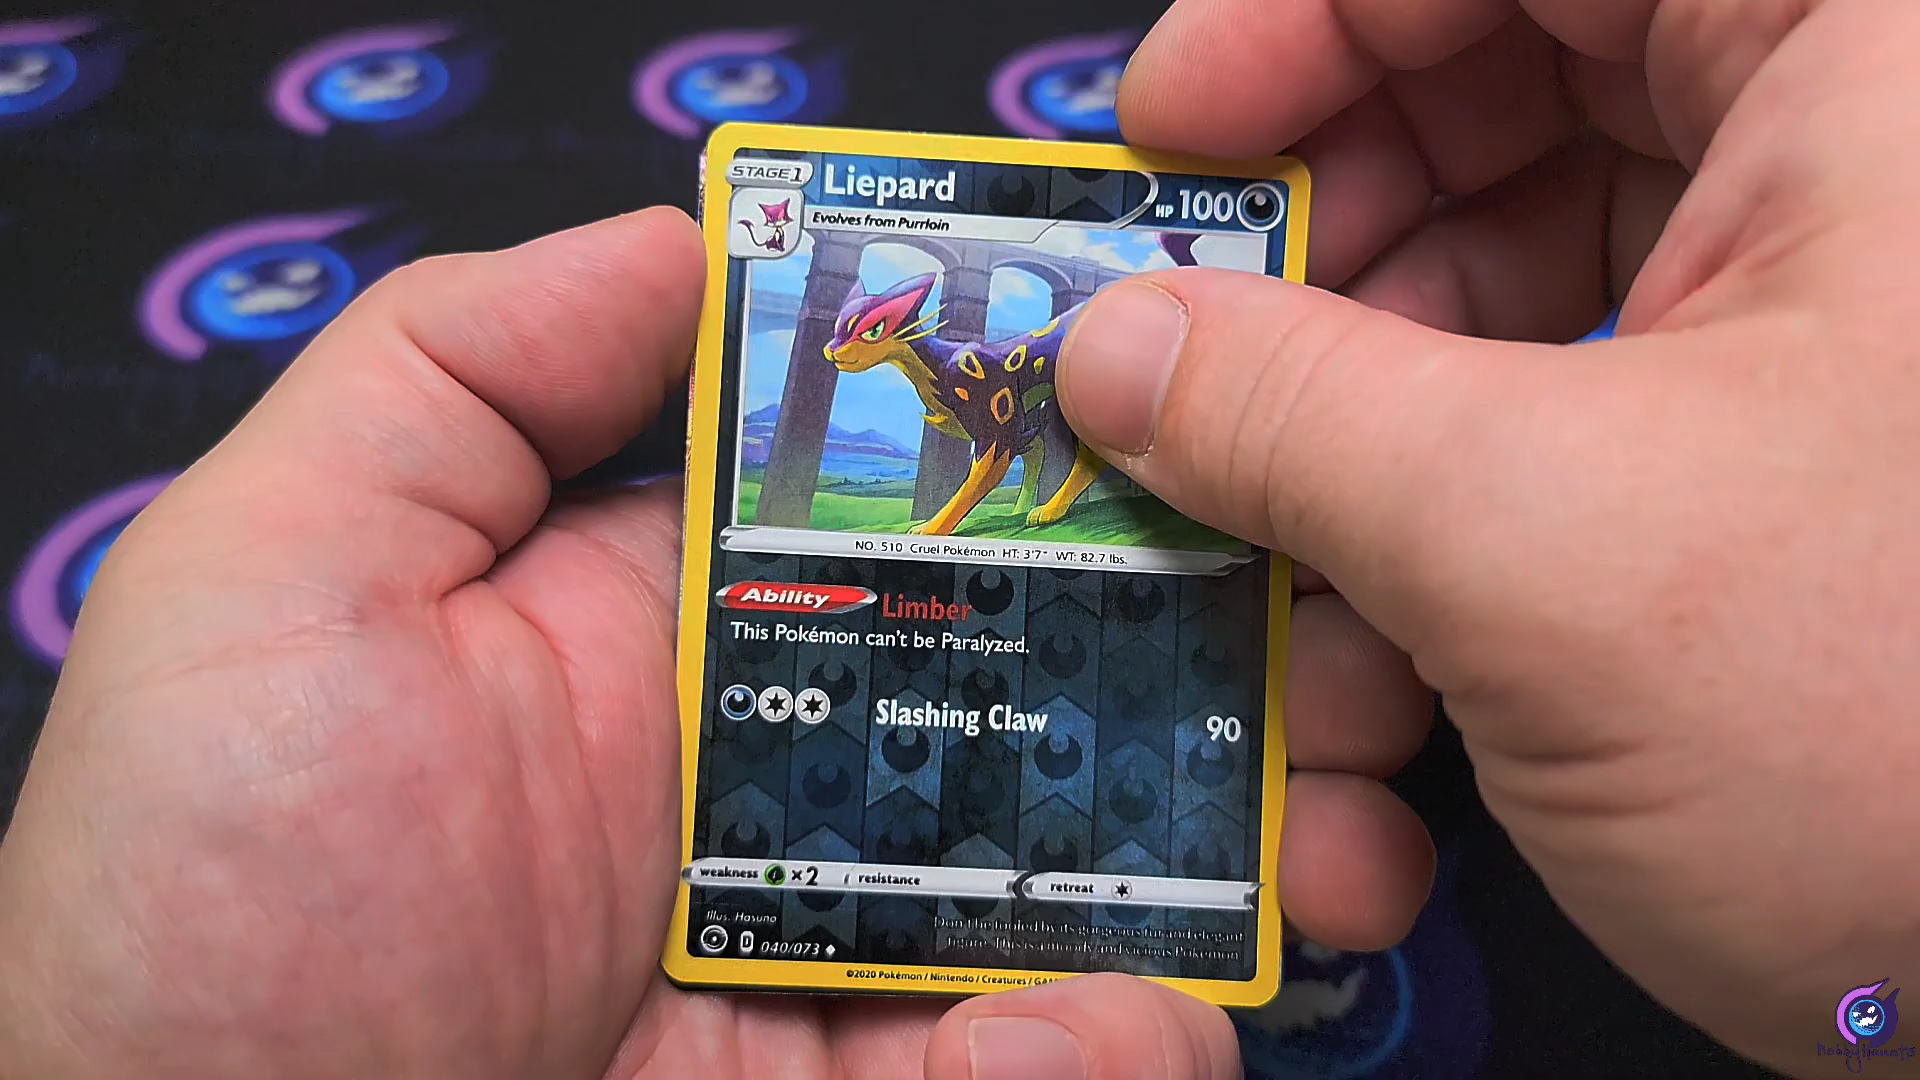 STAGE 1
Liepard
HP 100
Evolves from Purrloin
NO. 510 Cruel Pokémon HT: 3'7" WT: 82.7 lbs.
Ability Limber
This Pokémon can't be Paralyzed.
Slashing Claw 90
weakness ×2 resistance retreat
Illus. Hasuno
D 040/073
Don't be fooled by its gorgeous fur and elegant
figure. This is a moody and vicious Pokémon.
©2020 Pokémon / Nintendo / Creatures /